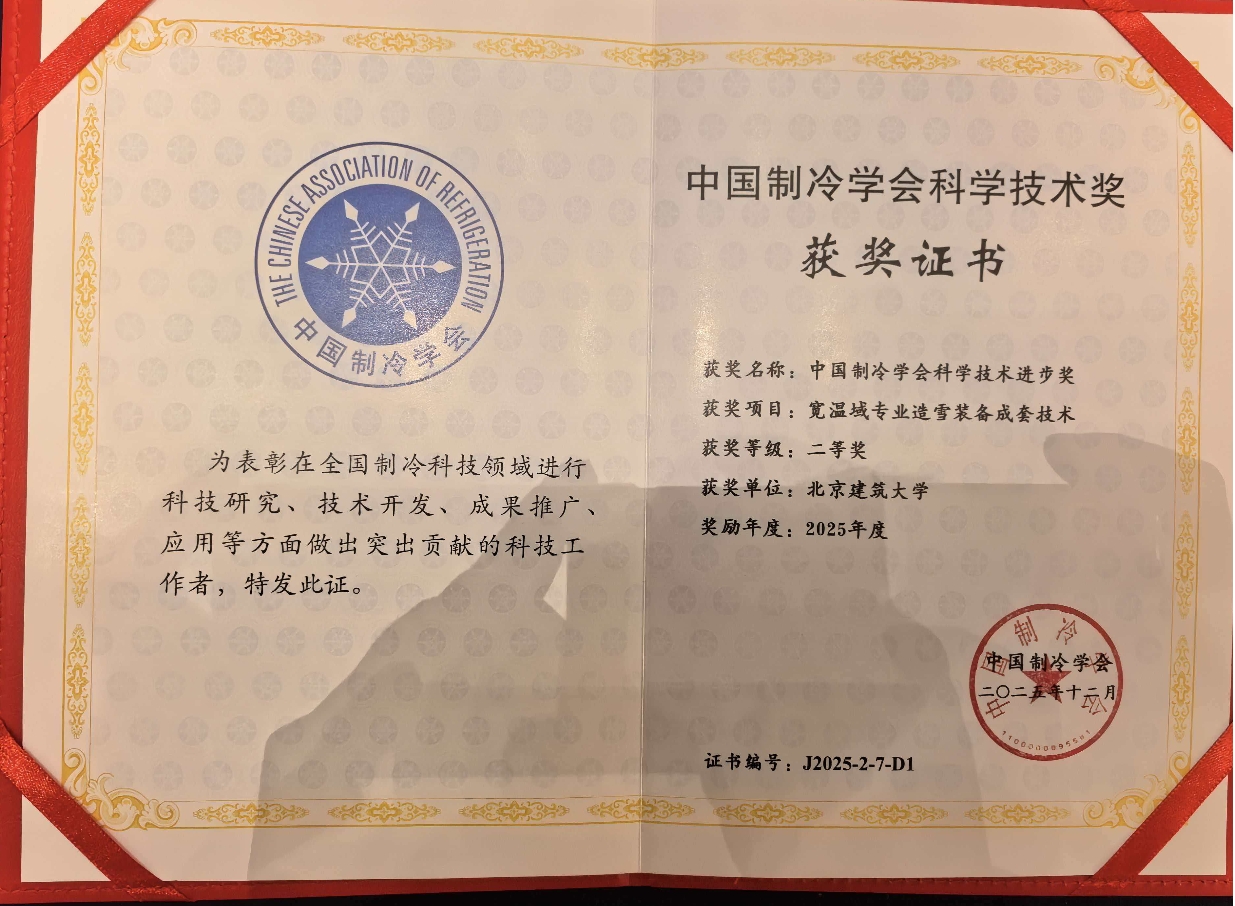 THE CHINESE ASSOCIATION OF REFRIGERATION
中国制冷学会
为表彰在全国制冷科技领域进行
科技研究、技术开发、成果推广、
应用等方面做出突出贡献的科技工
作者，特发此证。
中国制冷学会科学技术奖
获奖证书
获奖名称：中国制冷学会科学技术进步奖
获奖项目：宽温域专业造雪装备成套技术
获奖等级：二等奖
获奖单位：北京建筑大学
奖励年度：2025年度
中国制冷学会
中国制冷学会
二〇二五年十二月
证书编号：J2025-2-7-D1